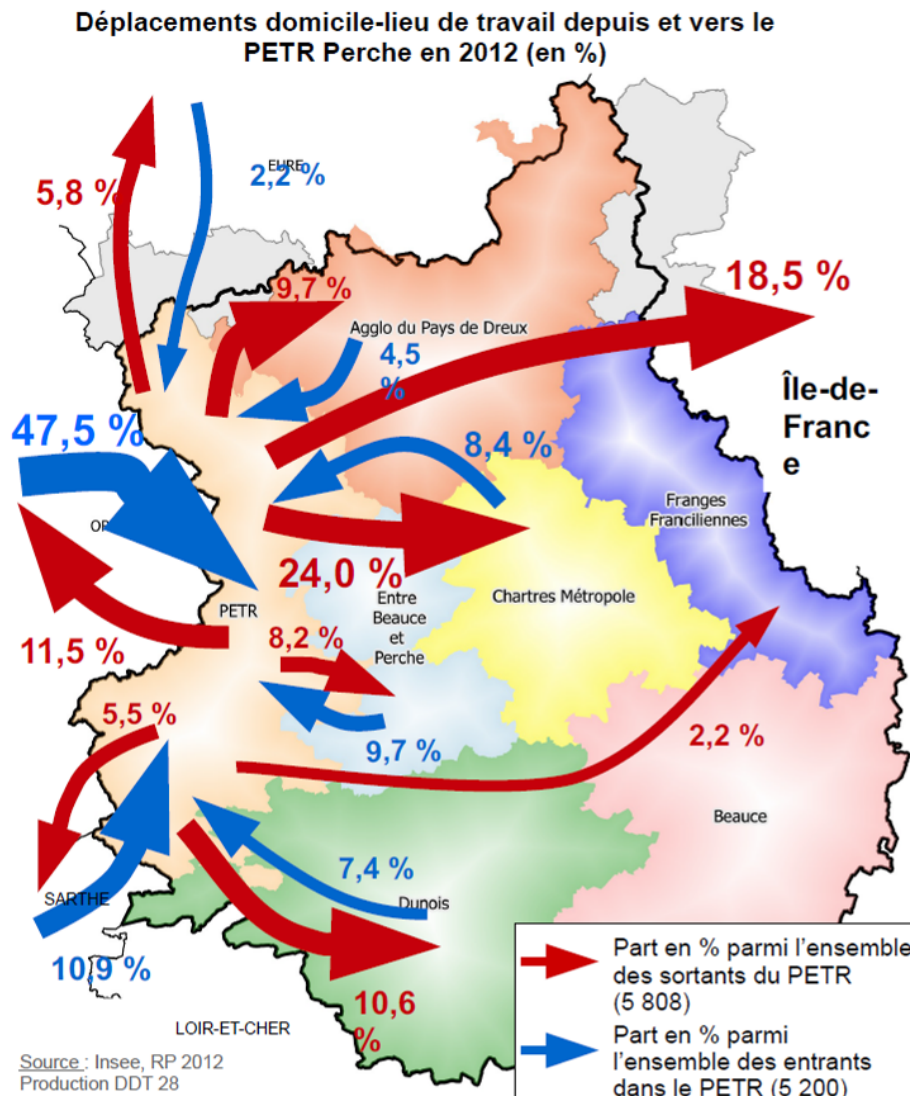 Déplacements domicile-lieu de travail depuis et vers le
PETR Perche en 2012 (en %)
EURE
5,8 %
2,2 %
9,7 %
18,5 %
Agglo du Pays de Dreux
4,5
%
Île-de-
Franc
e
47,5 %
8,4 %
Franges
Franciliennes
OR
24,0 %
PETR
Entre
Beauce
et
Perche
Chartres Métropole
11,5 %
8,2 %
5,5 %
9,7 %
2,2 %
Beauce
7,4 %
SARTHE
Dunois
10,9 %
10,6
%
LOIR-ET-CHER
Part en % parmi l'ensemble
des sortants du PETR
(5 808)
Part en % parmi
l'ensemble des entrants
dans le PETR (5 200)
Source : Insee, RP 2012
Production DDT 28